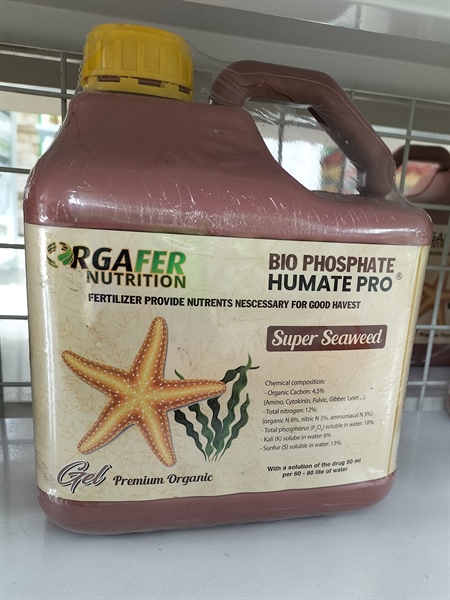 ORGAFER
NUTRITION
BIO PHOSPHATE
HUMATE PRO®
FERTILIZER PROVIDE NUTRENTS NESCESSARY FOR GOOD HAVEST
Super Seaweed
Chemical composition:
- Organic Cacbon: 4,5%
(Amino, Cytokinin, Fulvic, Gibber, Lysin ...);
- Total nitrogen: 12%;
(organic N 6%, nitric N 3%, ammoniacal N 3%);
- Total phosphorus (P₂O₅) soluble in water: 18%;
- Kali (K) solube in water: 6%
- Sunfur (S) soluble in water: 13%;
Gel Premium Organic
With a solution of the drug 50 ml
per 60 - 80 lite of water